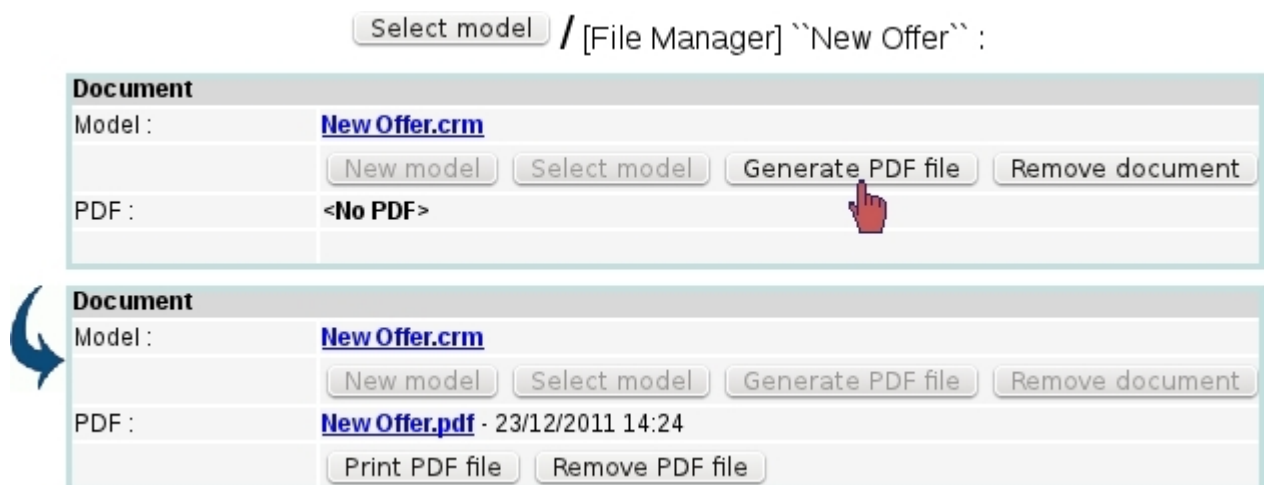 Select model / [File Manager] ``New Offer`` :
Document
Model : New Offer.crm
New model Select model Generate PDF file Remove document
PDF : <No PDF>
Document
Model : New Offer.crm
New model Select model Generate PDF file Remove document
PDF : New Offer.pdf - 23/12/2011 14:24
Print PDF file Remove PDF file